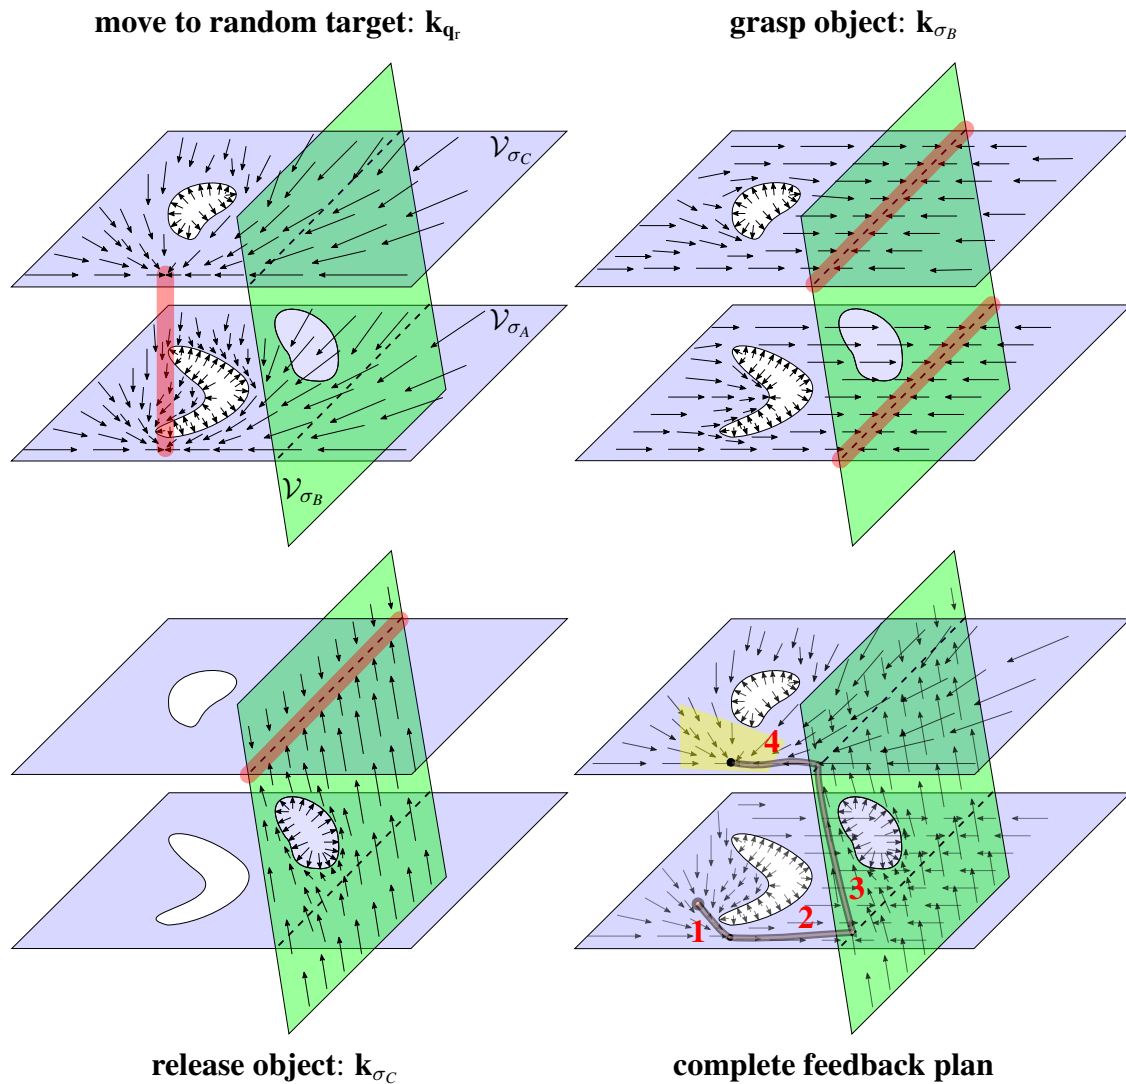 move to random target: k_{q_r}
grasp object: k_{σ_B}
𝒱_{σ_C}
𝒱_{σ_A}
𝒱_{σ_B}
4
3
2
1
release object: k_{σ_C}
complete feedback plan